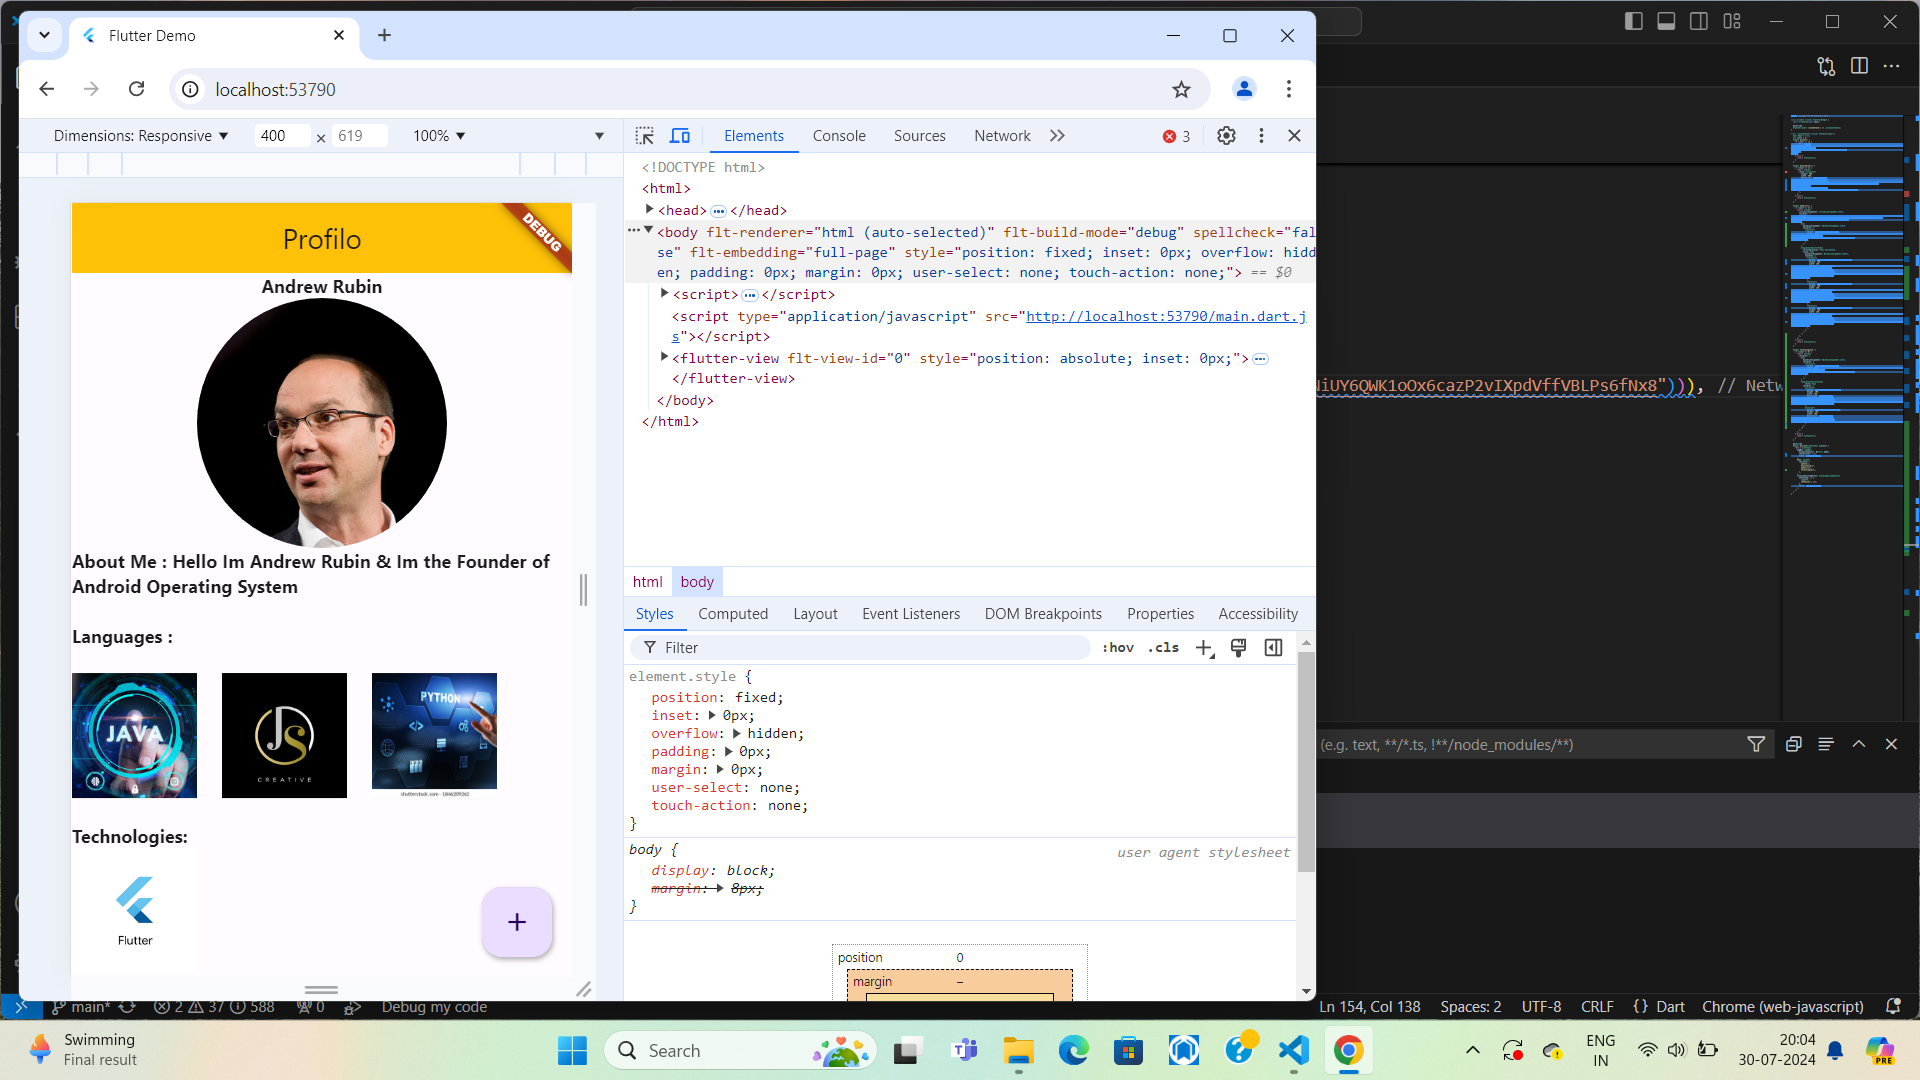 Flutter Demo
localhost:53790
Dimensions: Responsive 400 × 619 100%
Elements Console Sources Network 3
Profilo
DEBUG
Andrew Rubin
About Me : Hello Im Andrew Rubin & Im the Founder of
Android Operating System
Languages :
JAVA
JS
CREATIVE
PYTHON
shutterstock.com · 1846209262
Technologies:
Flutter
+
<!DOCTYPE html>
<html>
<head> ••• </head>
••• <body flt-renderer="html (auto-selected)" flt-build-mode="debug" spellcheck="fal
se" flt-embedding="full-page" style="position: fixed; inset: 0px; overflow: hidd
en; padding: 0px; margin: 0px; user-select: none; touch-action: none;"> == $0
<script> ••• </script>
<script type="application/javascript" src="http://localhost:53790/main.dart.j
s"></script>
<flutter-view flt-view-id="0" style="position: absolute; inset: 0px;"> •••
</flutter-view>
</body>
</html>
html body
Styles Computed Layout Event Listeners DOM Breakpoints Properties Accessibility
Filter :hov .cls
element.style {
position: fixed;
inset: 0px;
overflow: hidden;
padding: 0px;
margin: 0px;
user-select: none;
touch-action: none;
}
body { user agent stylesheet
display: block;
margin: 8px;
}
position 0
margin –
NiUY6QWK1oOx6cazP2vIXpdVffVBLPs6fNx8"))), // Netw
(e.g. text, **/*.ts, !**/node_modules/**)
main* 2 37 588 0 Debug my code
Ln 154, Col 138 Spaces: 2 UTF-8 CRLF {} Dart Chrome (web-javascript)
Swimming
Final result
Search
ENG
IN
20:04
30-07-2024
PRE